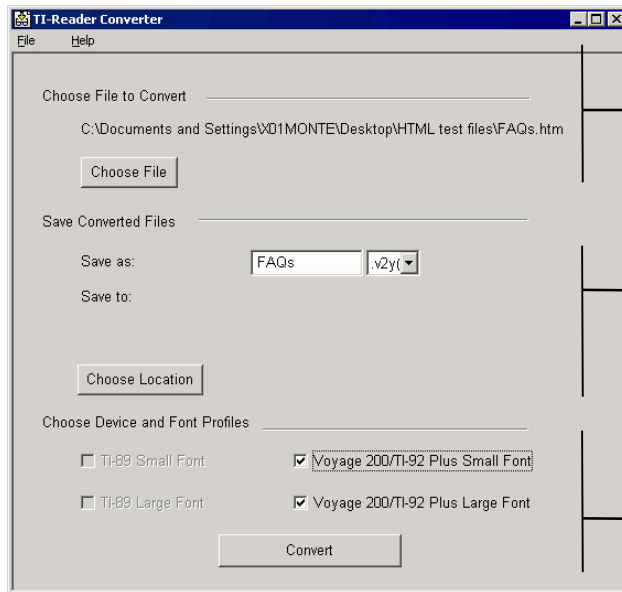 TI-Reader Converter
File Help
Choose File to Convert
C:\Documents and Settings\X01MONTE\Desktop\HTML test files\FAQs.htm
Choose File
Save Converted Files
Save as: FAQs .v2y(
Save to:
Choose Location
Choose Device and Font Profiles
TI-89 Small Font Voyage 200/TI-92 Plus Small Font
TI-89 Large Font Voyage 200/TI-92 Plus Large Font
Convert